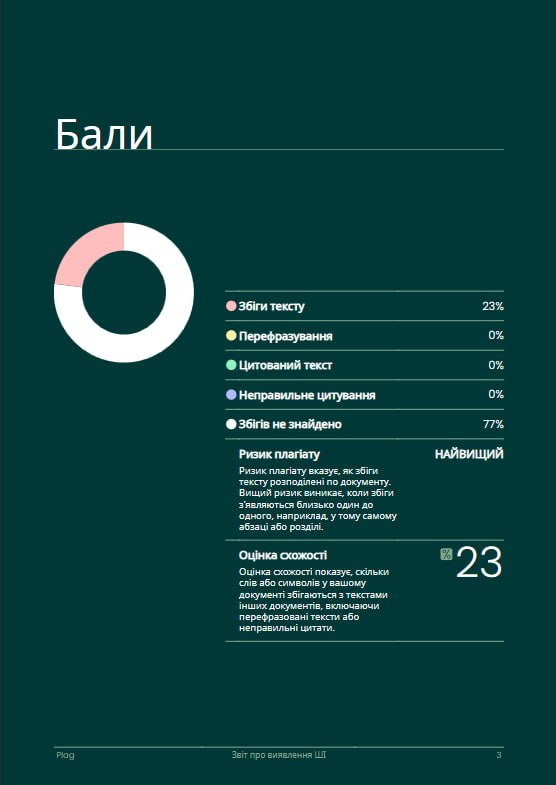 Бали
Збіги тексту 23%
Перефразування 0%
Цитований текст 0%
Неправильне цитування 0%
Збігів не знайдено 77%
Ризик плагіату НАЙВИЩИЙ
Ризик плагіату вказує, як збіги
тексту розподілені по документу.
Вищий ризик виникає, коли збіги
з'являються близько один до
одного, наприклад, у тому самому
абзаці або розділі.
Оцінка схожості % 23
Оцінка схожості показує, скільки
слів або символів у вашому
документі збігаються з текстами
інших документів, включаючи
перефразовані тексти або
неправильні цитати.
Plag Звіт про виявлення ШІ 3